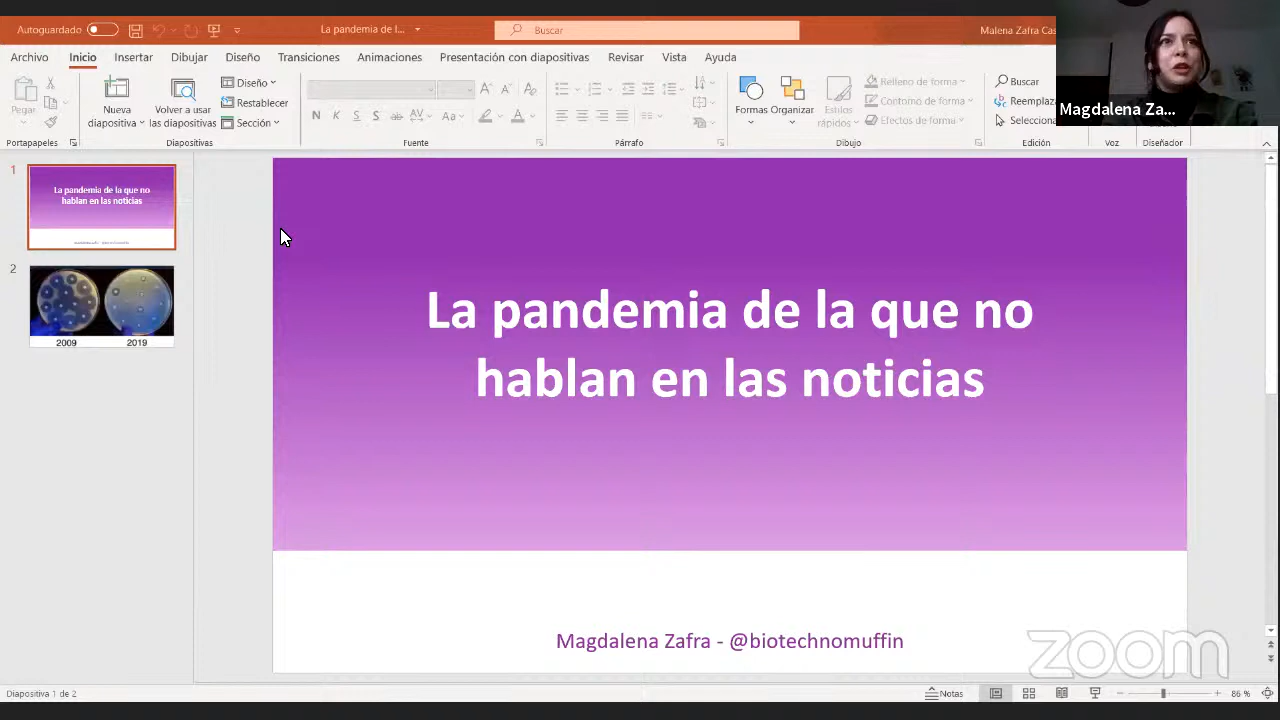 Autoguardado
La pandemia de l...
Buscar
Malena Zafra Cas
Archivo
Inicio
Insertar
Dibujar
Diseño
Transiciones
Animaciones
Presentación con diapositivas
Revisar
Vista
Ayuda
Magdalena Za...
Pegar
Nueva
diapositiva
Volver a usar
las diapositivas
Diseño
Restablecer
Sección
Formas
Organizar
Estilos
rápidos
Relleno de forma
Contorno de forma
Efectos de forma
Buscar
Reemplaza
Selecciona
Portapapeles
Diapositivas
Fuente
Párrafo
Dibujo
Edición
Voz
Diseñador
1
La pandemia de la que no
hablan en las noticias
2
2009
2019
La pandemia de la que no
hablan en las noticias
Magdalena Zafra - @biotechnomuffin
zoom
Diapositiva 1 de 2
Notas
86 %